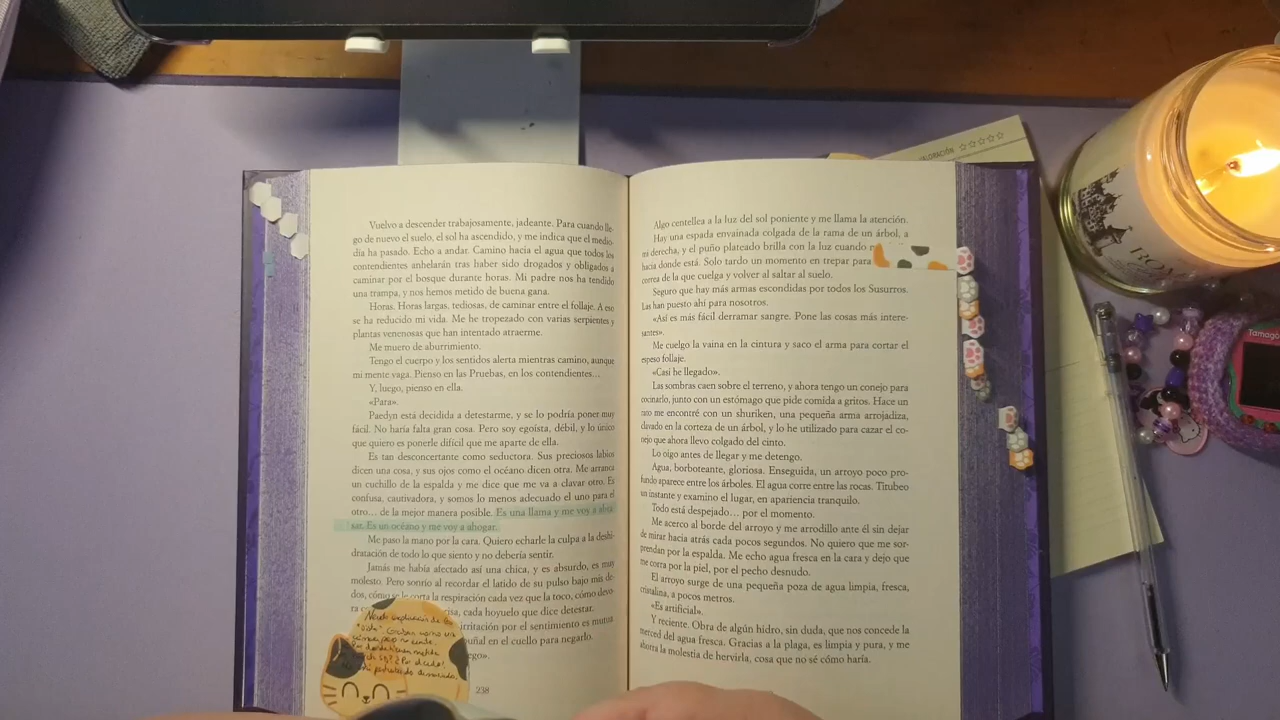 Vuelvo a descender trabajosamente, jadeante. Para cuando lle-
go de nuevo el suelo, el sol ha ascendido, y me indica que el medio-
día ha pasado. Echo a andar. Camino hacia el agua que todos los
contendientes anhelarán tras haber sido drogados y obligados a
caminar por el bosque durante horas. Mi padre nos ha tendido
una trampa, y nos hemos metido de buena gana.
Horas. Horas largas, tediosas, de caminar entre el follaje. A eso
se ha reducido mi vida. Me he tropezado con varias serpientes y
plantas venenosas que han intentado atraerme.
Me muero de aburrimiento.
Tengo el cuerpo y los sentidos alerta mientras camino, aunque
mi mente vaga. Pienso en las Pruebas, en los contendientes...
Y, luego, pienso en ella.
«Para».
Paedyn está decidida a detestarme, y se lo podría poner muy
fácil. No haría falta gran cosa. Pero soy egoísta, débil, y lo único
que quiero es ponerle difícil que me aparte de ella.
Es tan desconcertante como seductora. Sus preciosos labios
dicen una cosa, y sus ojos como el océano dicen otra. Me arranca
un cuchillo de la espalda y me dice que me va a clavar otro. Es
confusa, cautivadora, y somos lo menos adecuado el uno para el
otro... de la mejor manera posible. Es una llama y me voy a abra-
sar. Es un océano y me voy a ahogar.
Me paso la mano por la cara. Quiero echarle la culpa a la deshi-
dratación de todo lo que siento y no debería sentir.
Jamás me había afectado así una chica, y es absurdo, es muy
molesto. Pero sonrío al recordar el latido de su pulso bajo mis de-
dos, cómo se le corta la respiración cada vez que la toco, cómo devo-
ra risa, cada hoyuelo que dice detestar.
irritación por el sentimiento es mutua
puñal en el cuello para negarlo.
238
Algo centellea a la luz del sol poniente y me llama la atención.
Hay una espada envainada colgada de la rama de un árbol, a
mi derecha, y el puño plateado brilla con la luz cuando
hacia donde está. Solo tardo un momento en trepar para
correa de la que cuelga y volver al saltar al suelo.
Seguro que hay más armas escondidas por todos los Susurros.
Las han puesto ahí para nosotros.
«Así es más fácil derramar sangre. Pone las cosas más intere-
santes».
Me cuelgo la vaina en la cintura y saco el arma para cortar el
espeso follaje.
«Casi he llegado».
Las sombras caen sobre el terreno, y ahora tengo un conejo para
cocinarlo, junto con un estómago que pide comida a gritos. Hace un
rato me encontré con un shuriken, una pequeña arma arrojadiza,
clavado en la corteza de un árbol, y lo he utilizado para cazar el co-
nejo que ahora llevo colgado del cinto.
Lo oigo antes de llegar y me detengo.
Agua, borboteante, gloriosa. Enseguida, un arroyo poco pro-
fundo aparece entre los árboles. El agua corre entre las rocas. Titubeo
un instante y examino el lugar, en apariencia tranquilo.
Todo está despejado... por el momento.
Me acerco al borde del arroyo y me arrodillo ante él sin dejar
de mirar hacia atrás cada pocos segundos. No quiero que me sor-
prendan por la espalda. Me echo agua fresca en la cara y dejo que
me corra por la piel, por el pecho desnudo.
El arroyo surge de una pequeña poza de agua limpia, fresca,
cristalina, a pocos metros.
«Es artificial».
Y reciente. Obra de algún hidro, sin duda, que nos concede la
merced del agua fresca. Gracias a la plaga, es limpia y pura, y me
ahorra la molestia de hervirla, cosa que no sé cómo haría.